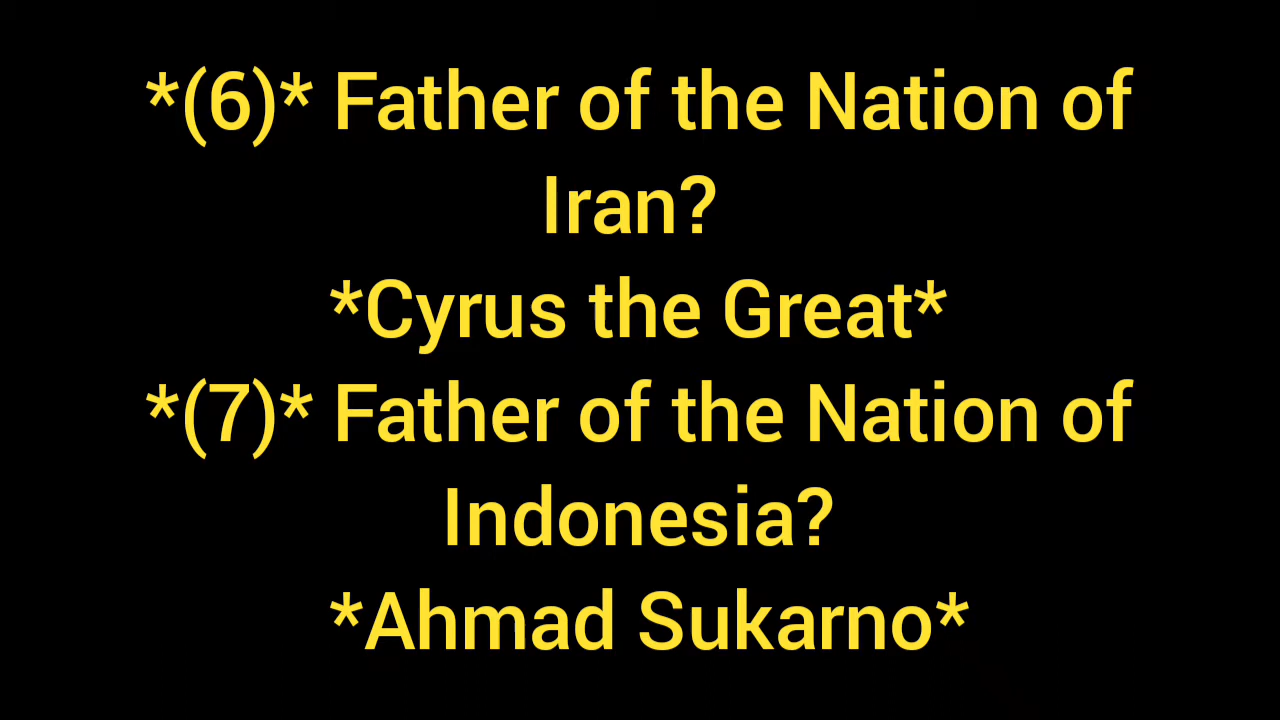 *(6)* Father of the Nation of
Iran?
*Cyrus the Great*
*(7)* Father of the Nation of
Indonesia?
*Ahmad Sukarno*